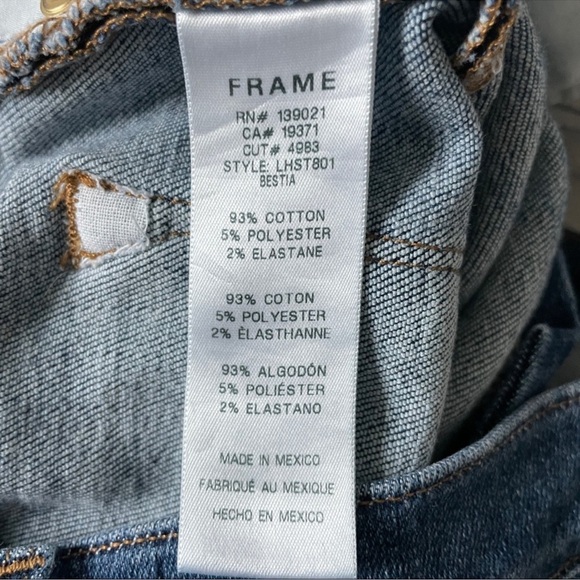 FRAME
RN# 139021
CA# 19371
CUT# 4983
STYLE: LHST801
BESTIA
93% COTTON
5% POLYESTER
2% ELASTANE
93% COTON
5% POLYESTER
2% ÈLASTHANNE
93% ALGODÓN
5% POLIÉSTER
2% ELASTANO
MADE IN MEXICO
FABRIQUÉ AU MEXIQUE
HECHO EN MEXICO